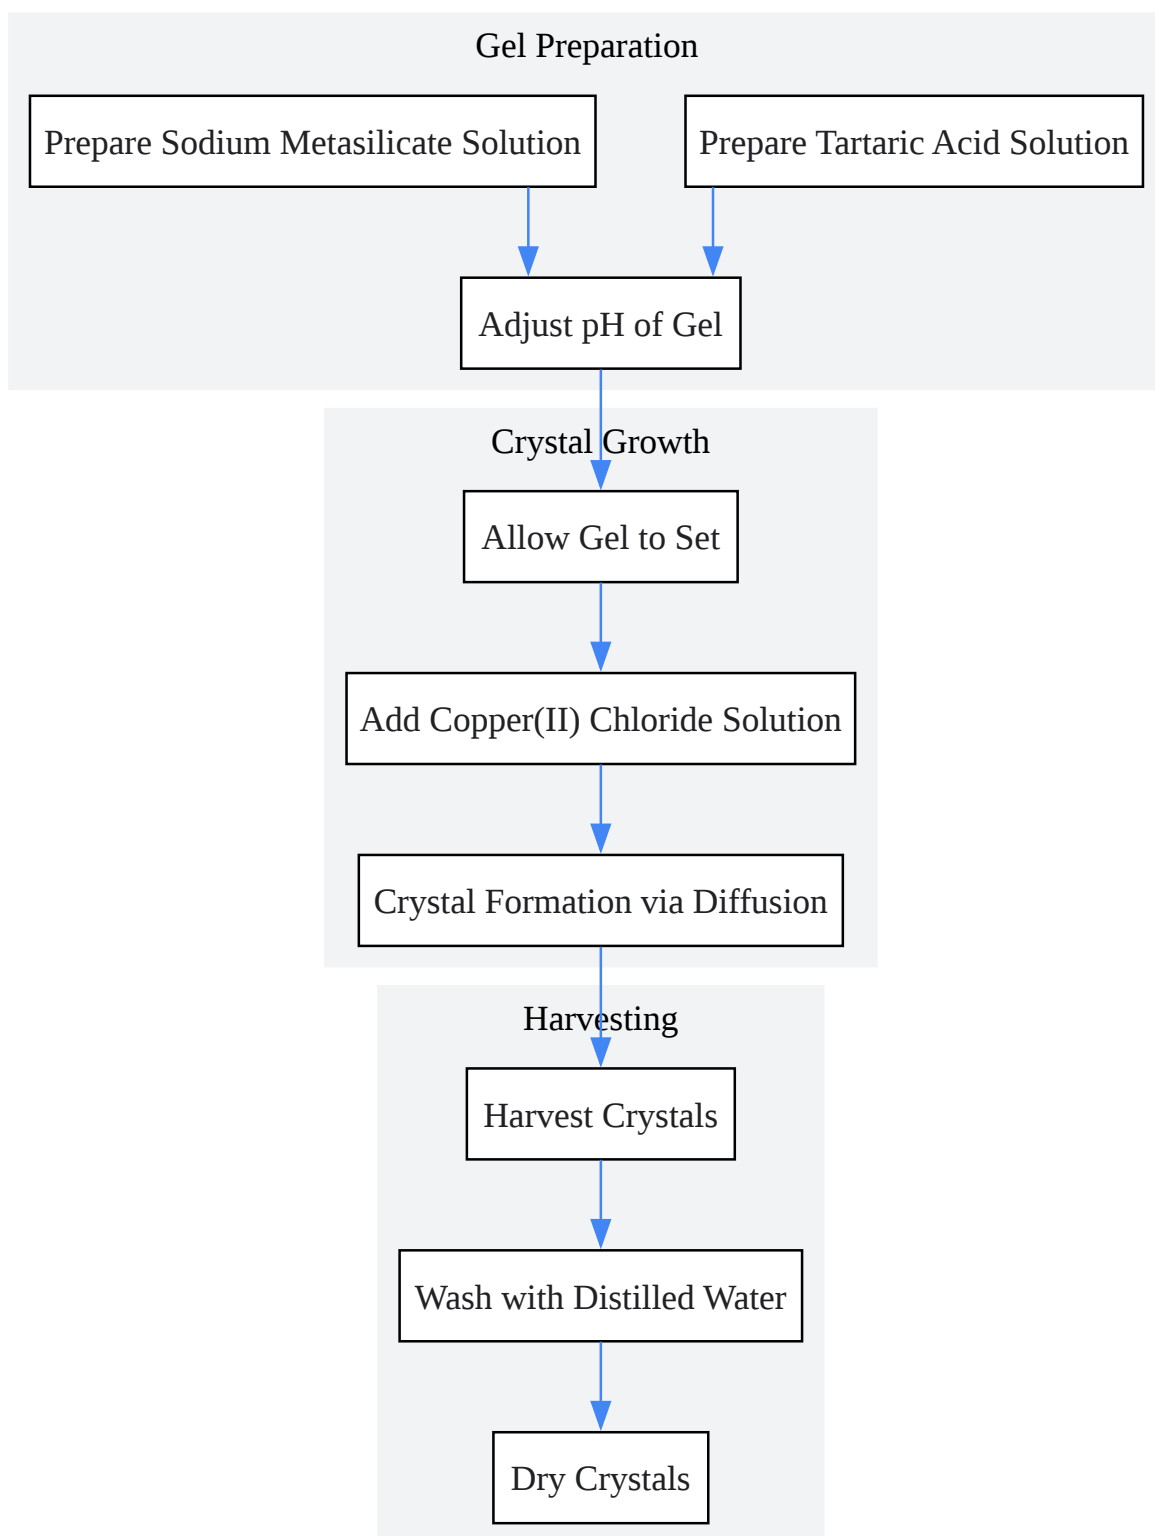 Gel Preparation
Prepare Sodium Metasilicate Solution
Prepare Tartaric Acid Solution
Adjust pH of Gel
Crystal Growth
Allow Gel to Set
Add Copper(II) Chloride Solution
Crystal Formation via Diffusion
Harvesting
Harvest Crystals
Wash with Distilled Water
Dry Crystals